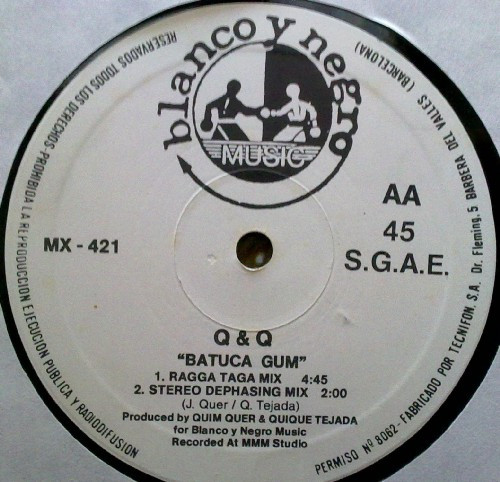 blanco y negro
MUSIC
RESERVADOS TODOS LOS DERECHOS PROHIBIDA LA REPRODUCCION EJECUCION PUBLICA Y RADIODIFUSION
AA
45
S.G.A.E.
MX - 421
Q & Q
"BATUCA GUM"
1. RAGGA TAGA MIX 4:45
2. STEREO DEPHASING MIX 2:00
(J. Quer / Q. Tejada)
Produced by QUIM QUER & QUIQUE TEJADA
for Blanco y Negro Music
Recorded At MMM Studio
PERMISO Nº 8062 - FABRICADO POR TECNIFON, S.A. Dr. Fleming, 5 BARBERA DEL VALLES (BARCELONA)